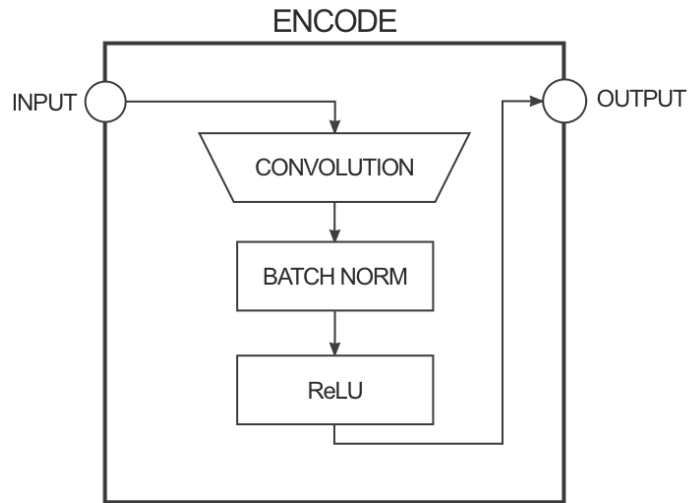 ENCODE
INPUT
OUTPUT
CONVOLUTION
BATCH NORM
ReLU